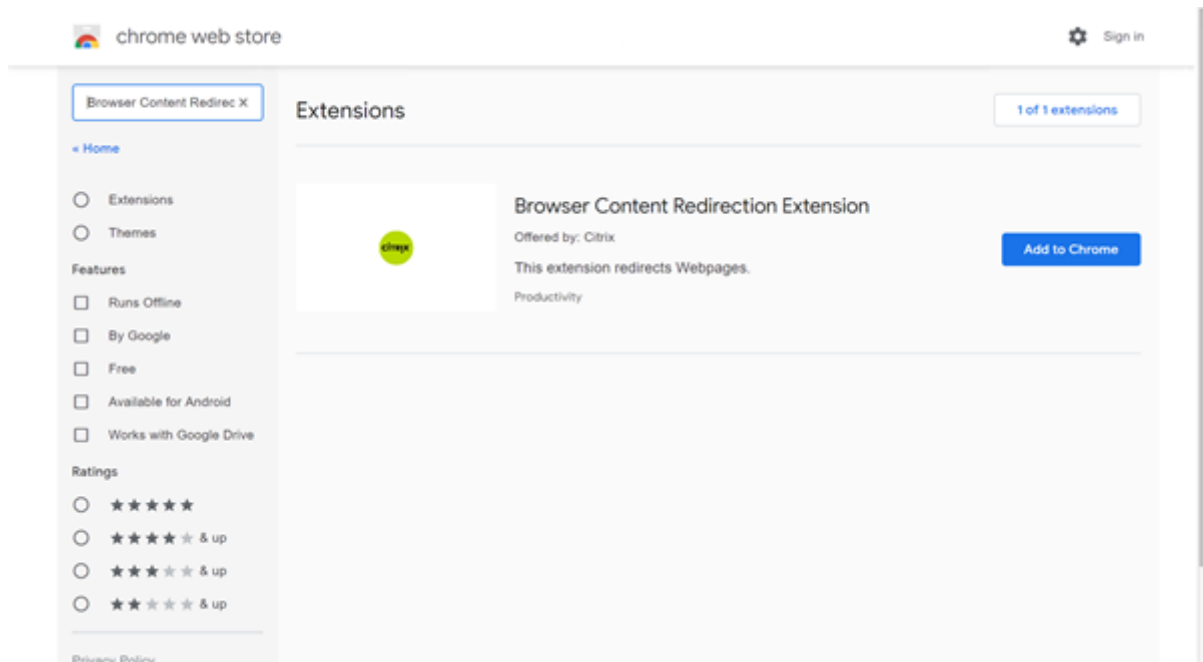 chrome web store
Sign in
Browser Content Redirec ×
« Home
Extensions
Themes
Features
Runs Offline
By Google
Free
Available for Android
Works with Google Drive
Ratings
& up
& up
& up
Privacy Policy
Extensions
1 of 1 extensions
citrix
Browser Content Redirection Extension
Offered by: Citrix
This extension redirects Webpages.
Productivity
Add to Chrome